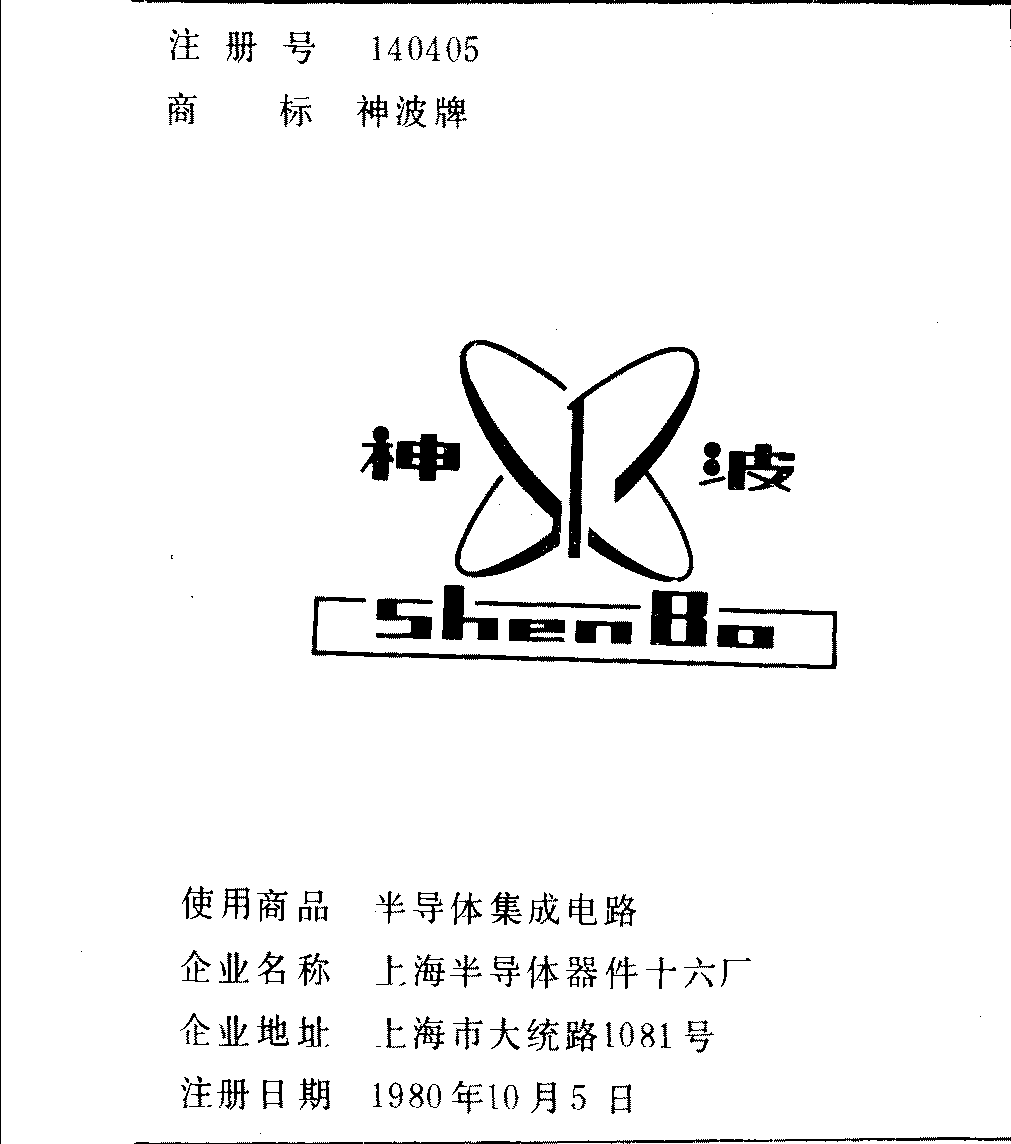 注册号 140405
商标 神波牌
神 波
shenBo
使用商品 半导体集成电路
企业名称 上海半导体器件十六厂
企业地址 上海市大统路1081号
注册日期 1980年10月5日